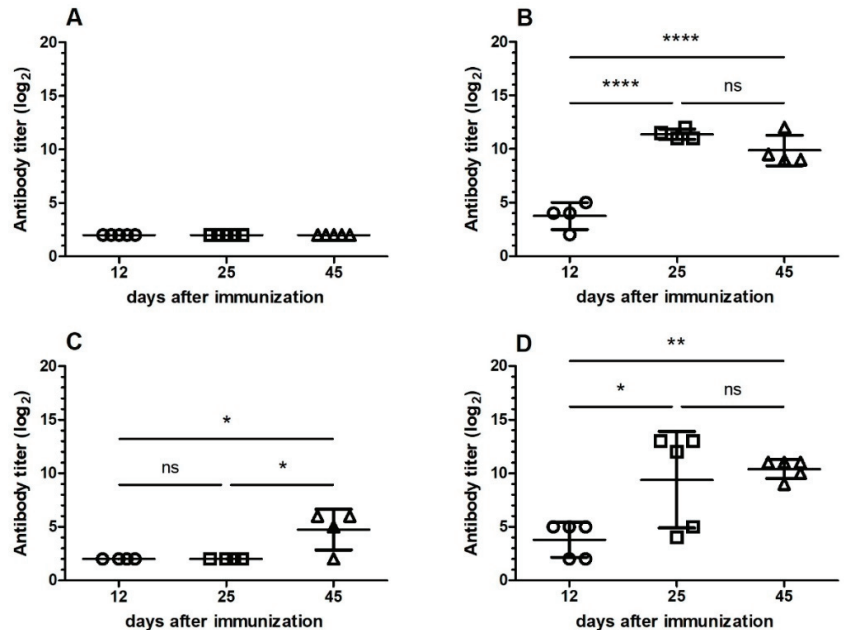 A
Antibody titer (log2)
20
15
10
5
0
12 25 45
days after immunization
B
Antibody titer (log2)
20
15
10
5
0
****
**** ns
12 25 45
days after immunization
C
Antibody titer (log2)
20
15
10
5
0
*
ns *
12 25 45
days after immunization
D
Antibody titer (log2)
20
15
10
5
0
**
* ns
12 25 45
days after immunization